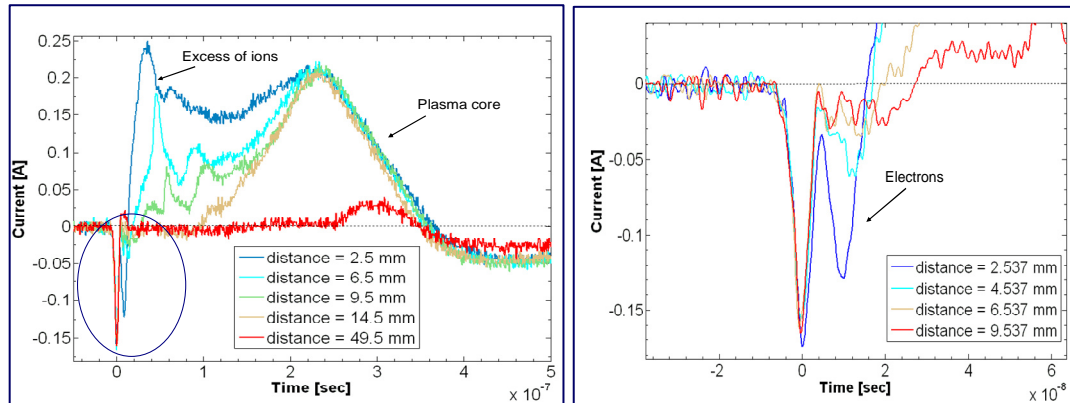 0.25
0.2
0.15
0.1
0.05
0
-0.05
-0.1
-0.15
Current [A]
Excess of ions
Plasma core
distance = 2.5 mm
distance = 6.5 mm
distance = 9.5 mm
distance = 14.5 mm
distance = 49.5 mm
0 1 2 3 4 5
Time [sec]
x 10-7
0
-0.05
-0.1
-0.15
Current [A]
Electrons
distance = 2.537 mm
distance = 4.537 mm
distance = 6.537 mm
distance = 9.537 mm
-2 0 2 4 6
Time [sec]
x 10-8